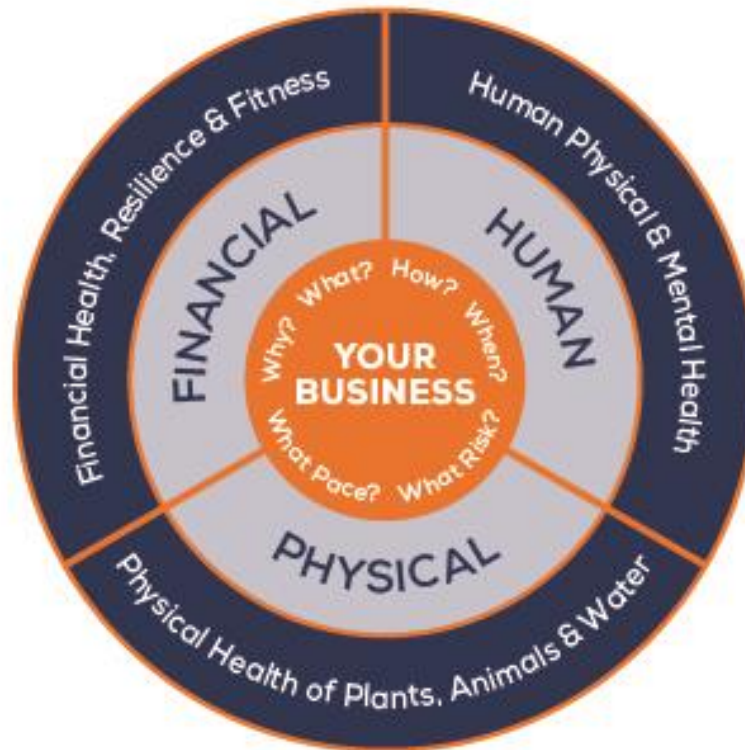 Financial Health, Resilience & Fitness
Human Physical & Mental Health
FINANCIAL
HUMAN
Why?
What?
How?
When?
YOUR
BUSINESS
What Pace?
What Risk?
PHYSICAL
Physical Health of Plants, Animals & Water